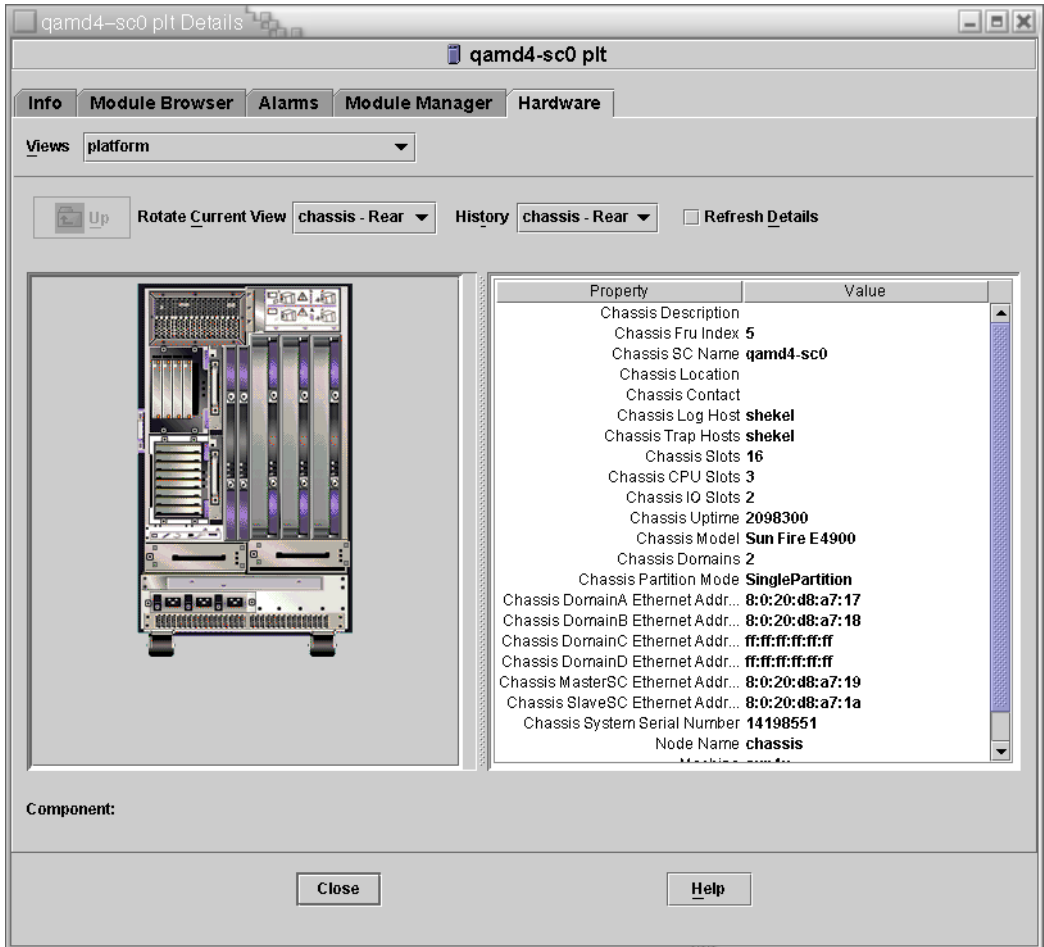 qamd4–sc0 plt Details
qamd4-sc0 plt
Info Module Browser Alarms Module Manager Hardware
Views platform
Up Rotate Current View chassis - Rear History chassis - Rear Refresh Details
Property Value
Chassis Description
Chassis Fru Index 5
Chassis SC Name qamd4-sc0
Chassis Location
Chassis Contact
Chassis Log Host shekel
Chassis Trap Hosts shekel
Chassis Slots 16
Chassis CPU Slots 3
Chassis IO Slots 2
Chassis Uptime 2098300
Chassis Model Sun Fire E4900
Chassis Domains 2
Chassis Partition Mode SinglePartition
Chassis DomainA Ethernet Addr... 8:0:20:d8:a7:17
Chassis DomainB Ethernet Addr... 8:0:20:d8:a7:18
Chassis DomainC Ethernet Addr... ff:ff:ff:ff:ff:ff
Chassis DomainD Ethernet Addr... ff:ff:ff:ff:ff:ff
Chassis MasterSC Ethernet Addr... 8:0:20:d8:a7:19
Chassis SlaveSC Ethernet Addr... 8:0:20:d8:a7:1a
Chassis System Serial Number 14198551
Node Name chassis
Component:
Close Help